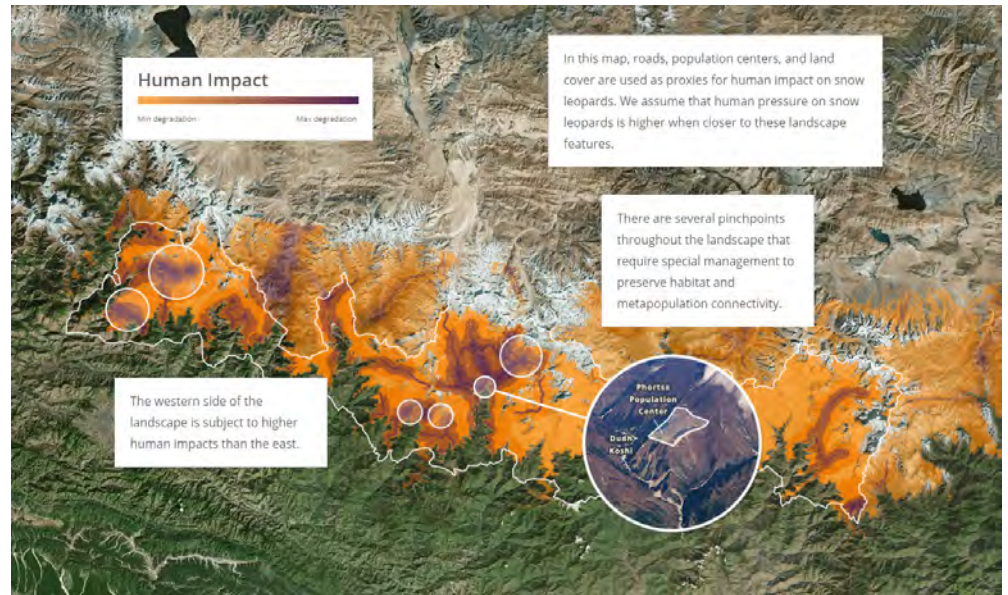 Human Impact
Min degradation
Max degradation
In this map, roads, population centers, and land
cover are used as proxies for human impact on snow
leopards. We assume that human pressure on snow
leopards is higher when closer to these landscape
features.
There are several pinchpoints
throughout the landscape that
require special management to
preserve habitat and
metapopulation connectivity.
The western side of the
landscape is subject to higher
human impacts than the east.
Phortse
Population
Center
Dudh
Koshi